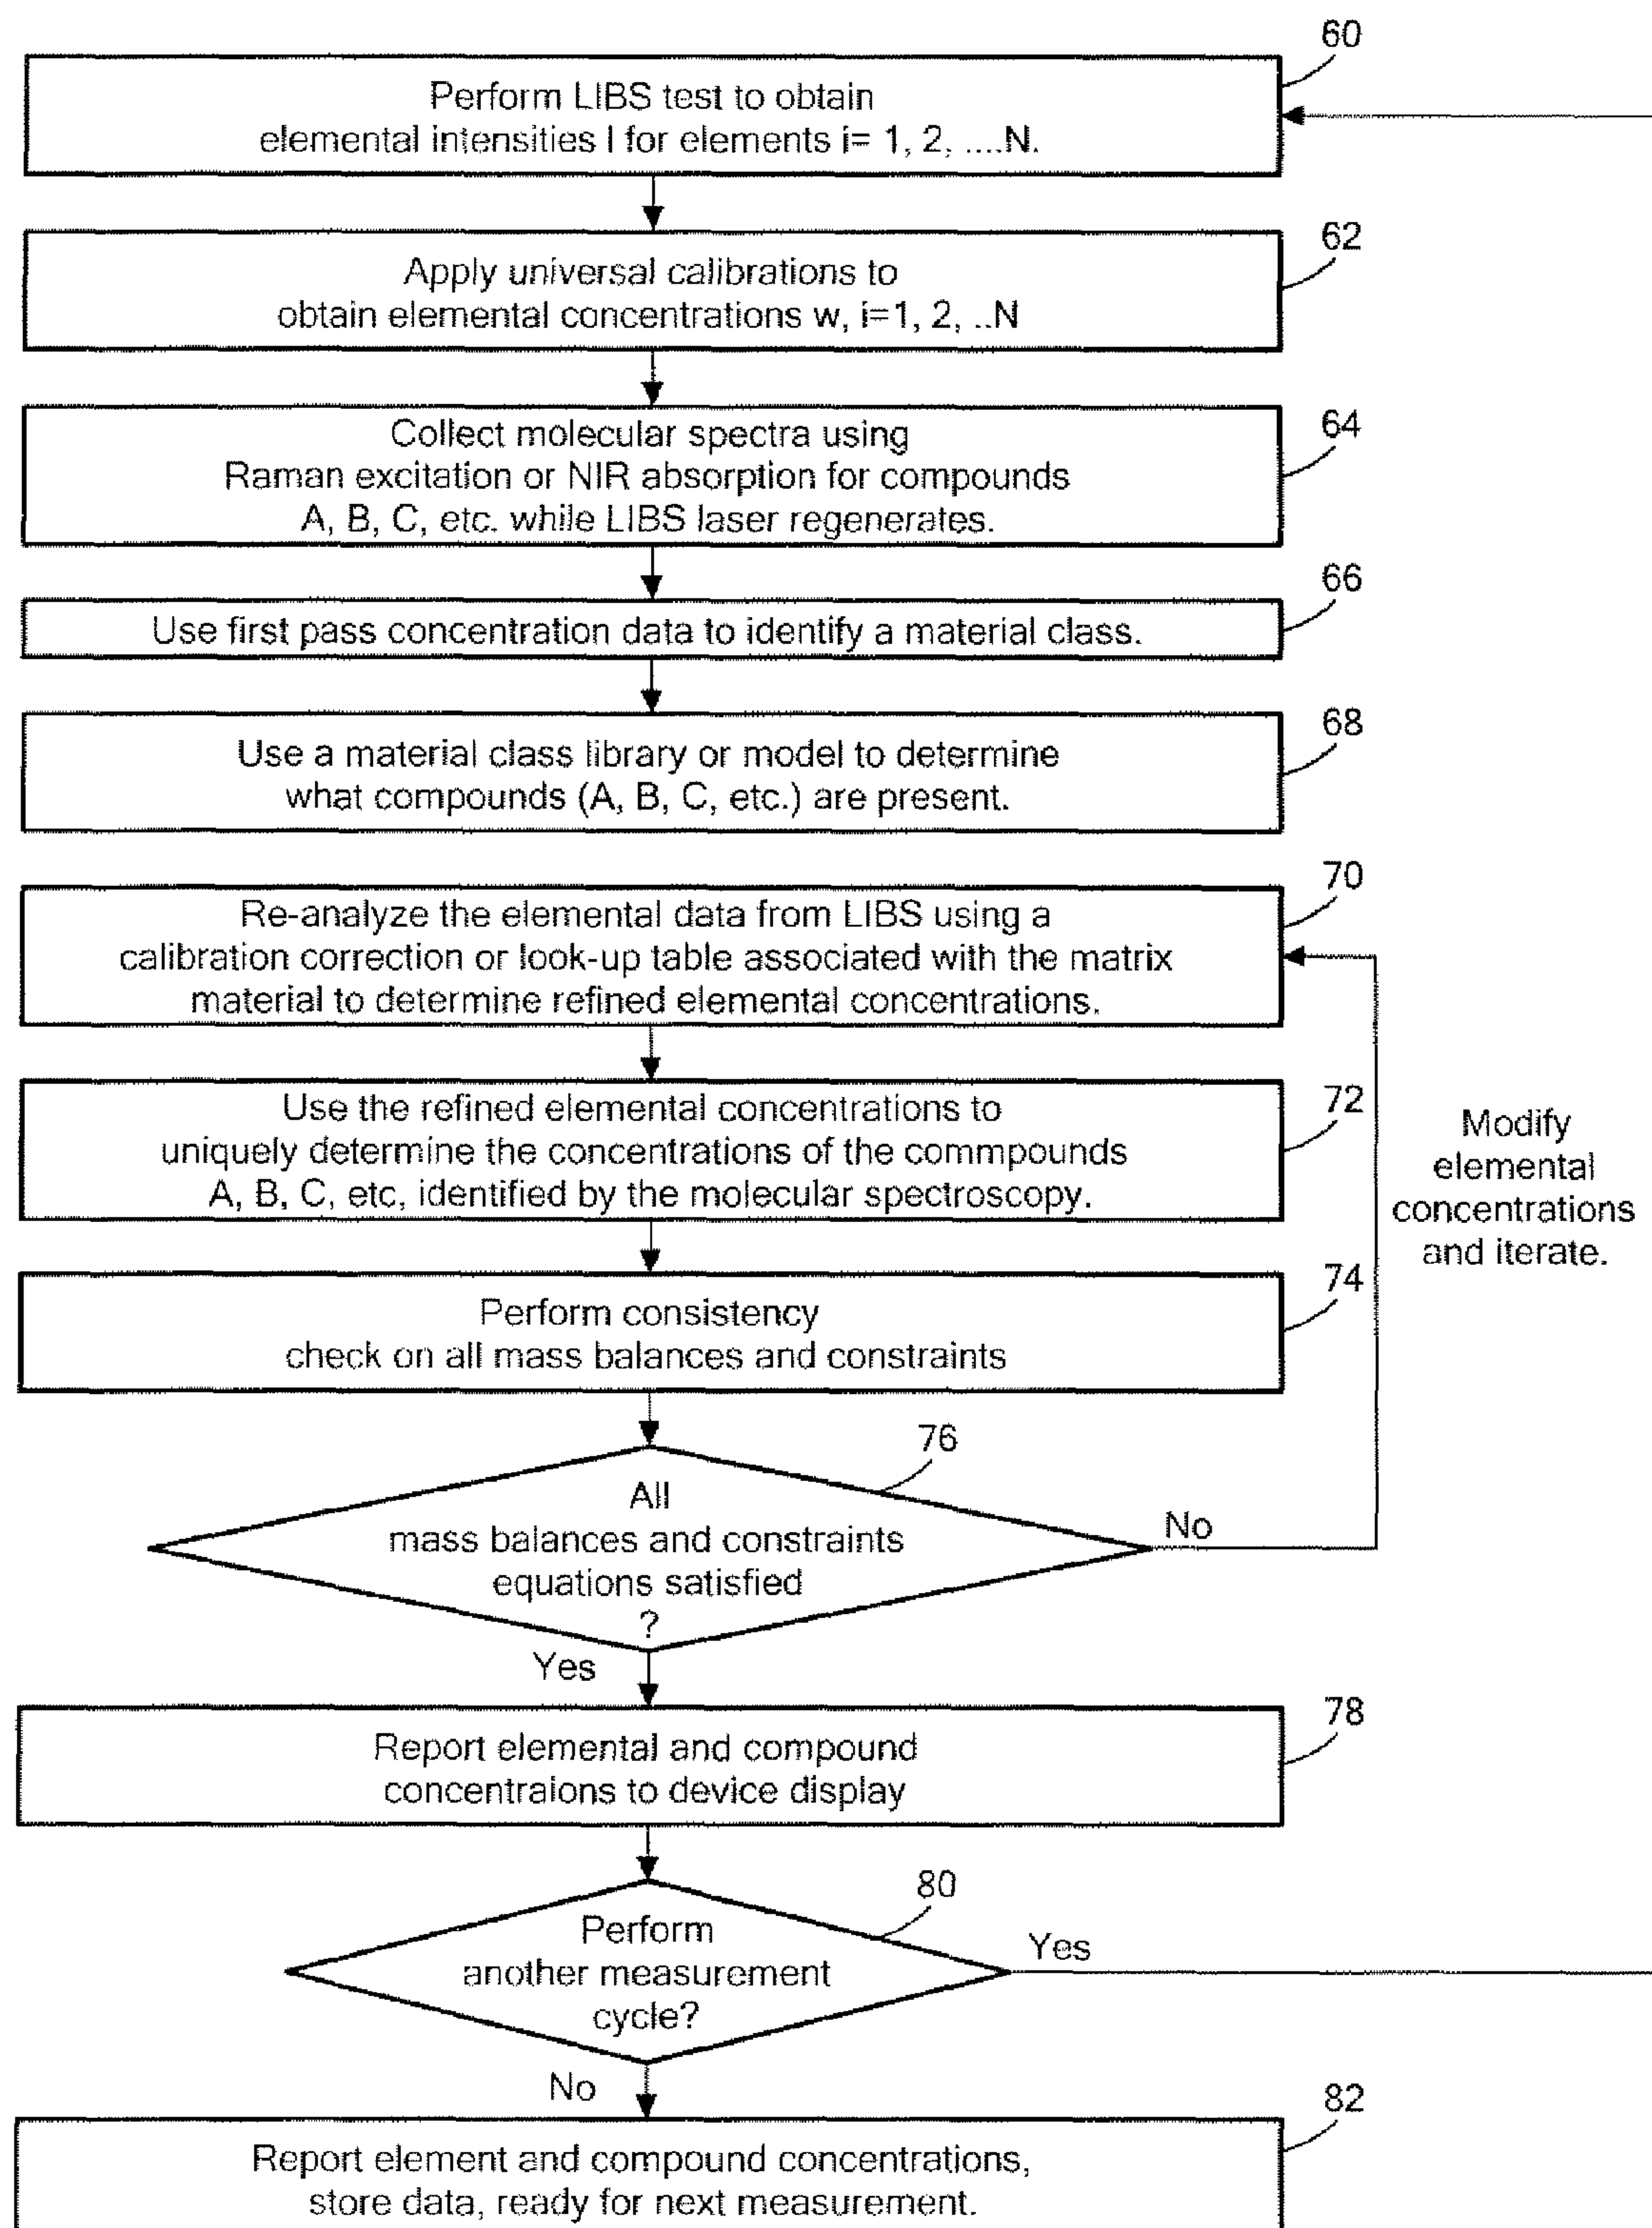 60
Perform LIBS test to obtain
elemental intensities I for elements i= 1, 2, ....N.
62
Apply universal calibrations to
obtain elemental concentrations w, i=1, 2, ..N
64
Collect molecular spectra using
Raman excitation or NIR absorption for compounds
A, B, C, etc. while LIBS laser regenerates.
66
Use first pass concentration data to identify a material class.
68
Use a material class library or model to determine
what compounds (A, B, C, etc.) are present.
70
Re-analyze the elemental data from LIBS using a
calibration correction or look-up table associated with the matrix
material to determine refined elemental concentrations.
72
Use the refined elemental concentrations to
uniquely determine the concentrations of the commpounds
A, B, C, etc, identified by the molecular spectroscopy.
Modify
elemental
concentrations
and iterate.
74
Perform consistency
check on all mass balances and constraints
76
All
mass balances and constraints
equations satisfied
?
No
Yes
78
Report elemental and compound
concentraions to device display
80
Perform
another measurement
cycle?
Yes
No
82
Report element and compound concentrations,
store data, ready for next measurement.